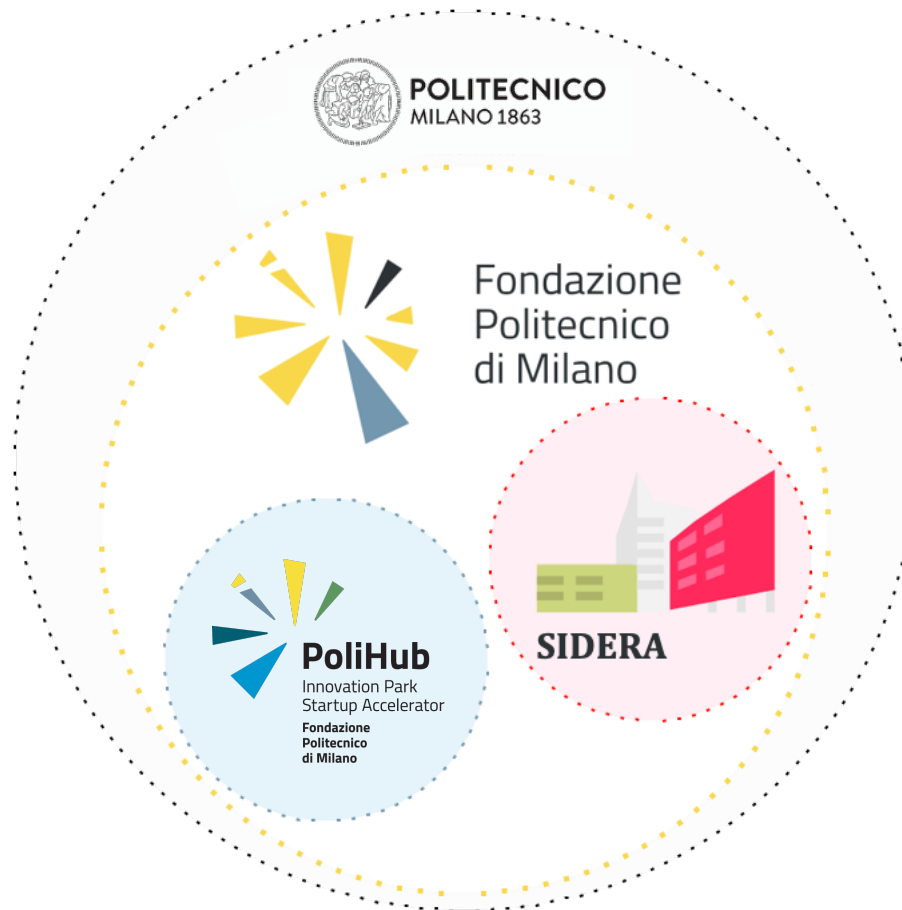 POLITECNICO
MILANO 1863
Fondazione
Politecnico
di Milano
SIDERA
PoliHub
Innovation Park
Startup Accelerator
Fondazione
Politecnico
di Milano